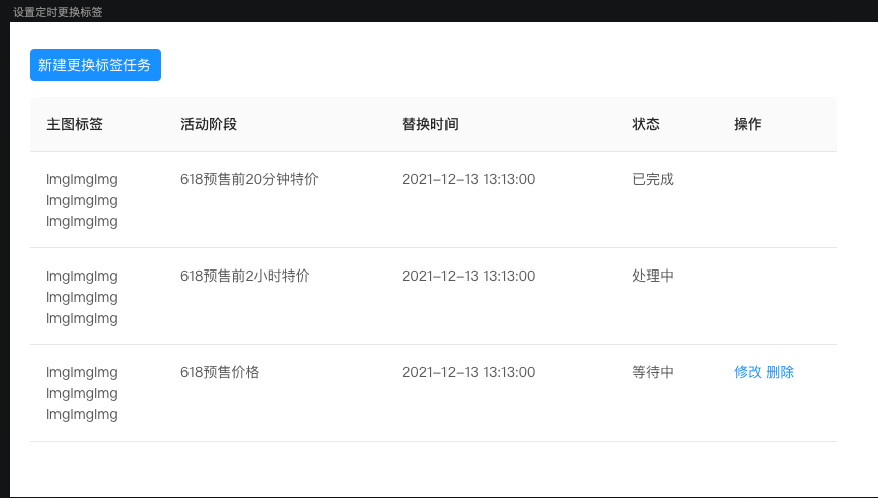 设置定时更换标签
新建更换标签任务
主图标签 活动阶段 替换时间 状态 操作
ImgImgImg 618预售前20分钟特价 2021-12-13 13:13:00 已完成
ImgImgImg
ImgImgImg
ImgImgImg 618预售前2小时特价 2021-12-13 13:13:00 处理中
ImgImgImg
ImgImgImg
ImgImgImg 618预售价格 2021-12-13 13:13:00 等待中 修改 删除
ImgImgImg
ImgImgImg